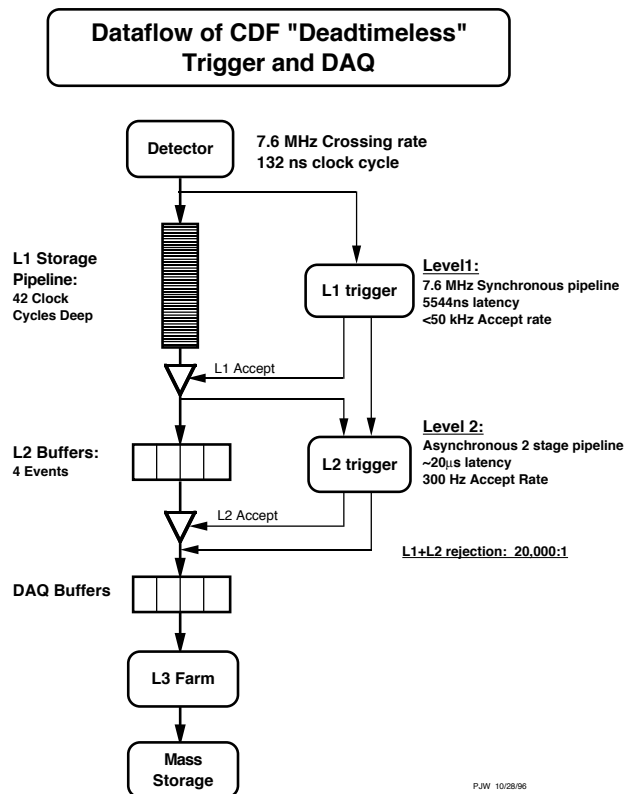 Dataflow of CDF "Deadtimeless"
Trigger and DAQ
Detector
7.6 MHz Crossing rate
132 ns clock cycle
L1 Storage
Pipeline:
42 Clock
Cycles Deep
L1 trigger
Level1:
7.6 MHz Synchronous pipeline
5544ns latency
<50 kHz Accept rate
L1 Accept
L2 Buffers:
4 Events
L2 trigger
Level 2:
Asynchronous 2 stage pipeline
~20μs latency
300 Hz Accept Rate
L2 Accept
L1+L2 rejection: 20,000:1
DAQ Buffers
L3 Farm
Mass
Storage
PJW 10/28/96